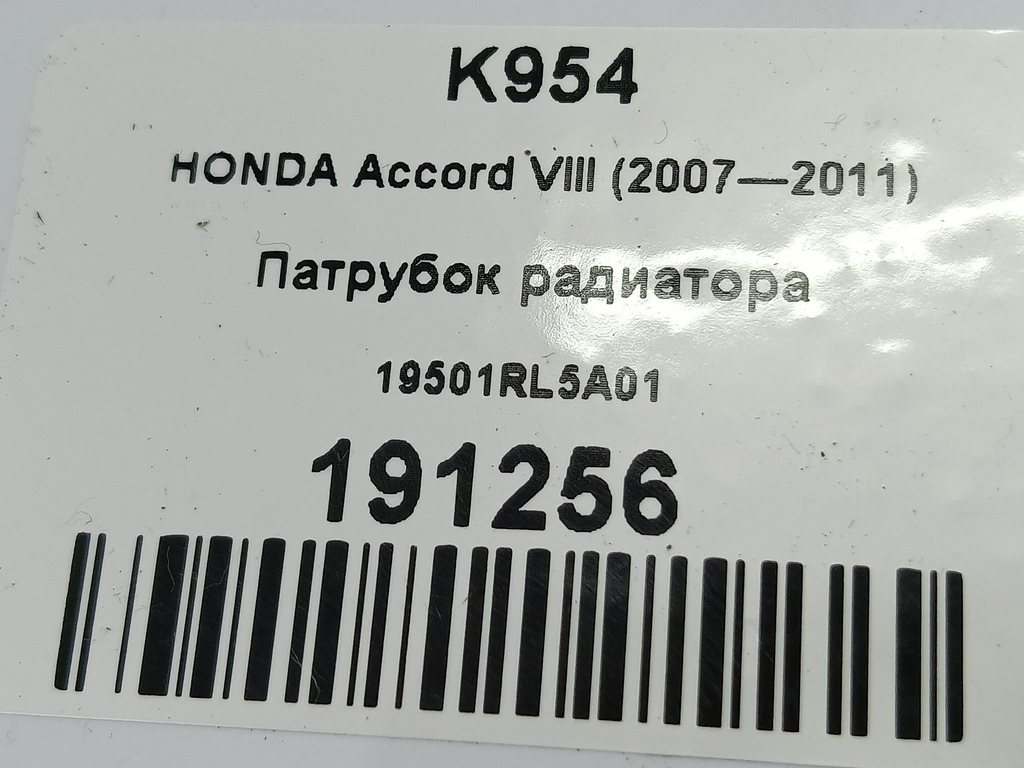 K954
HONDA Accord VIII (2007—2011)
Патрубок радиатора
19501RL5A01
191256